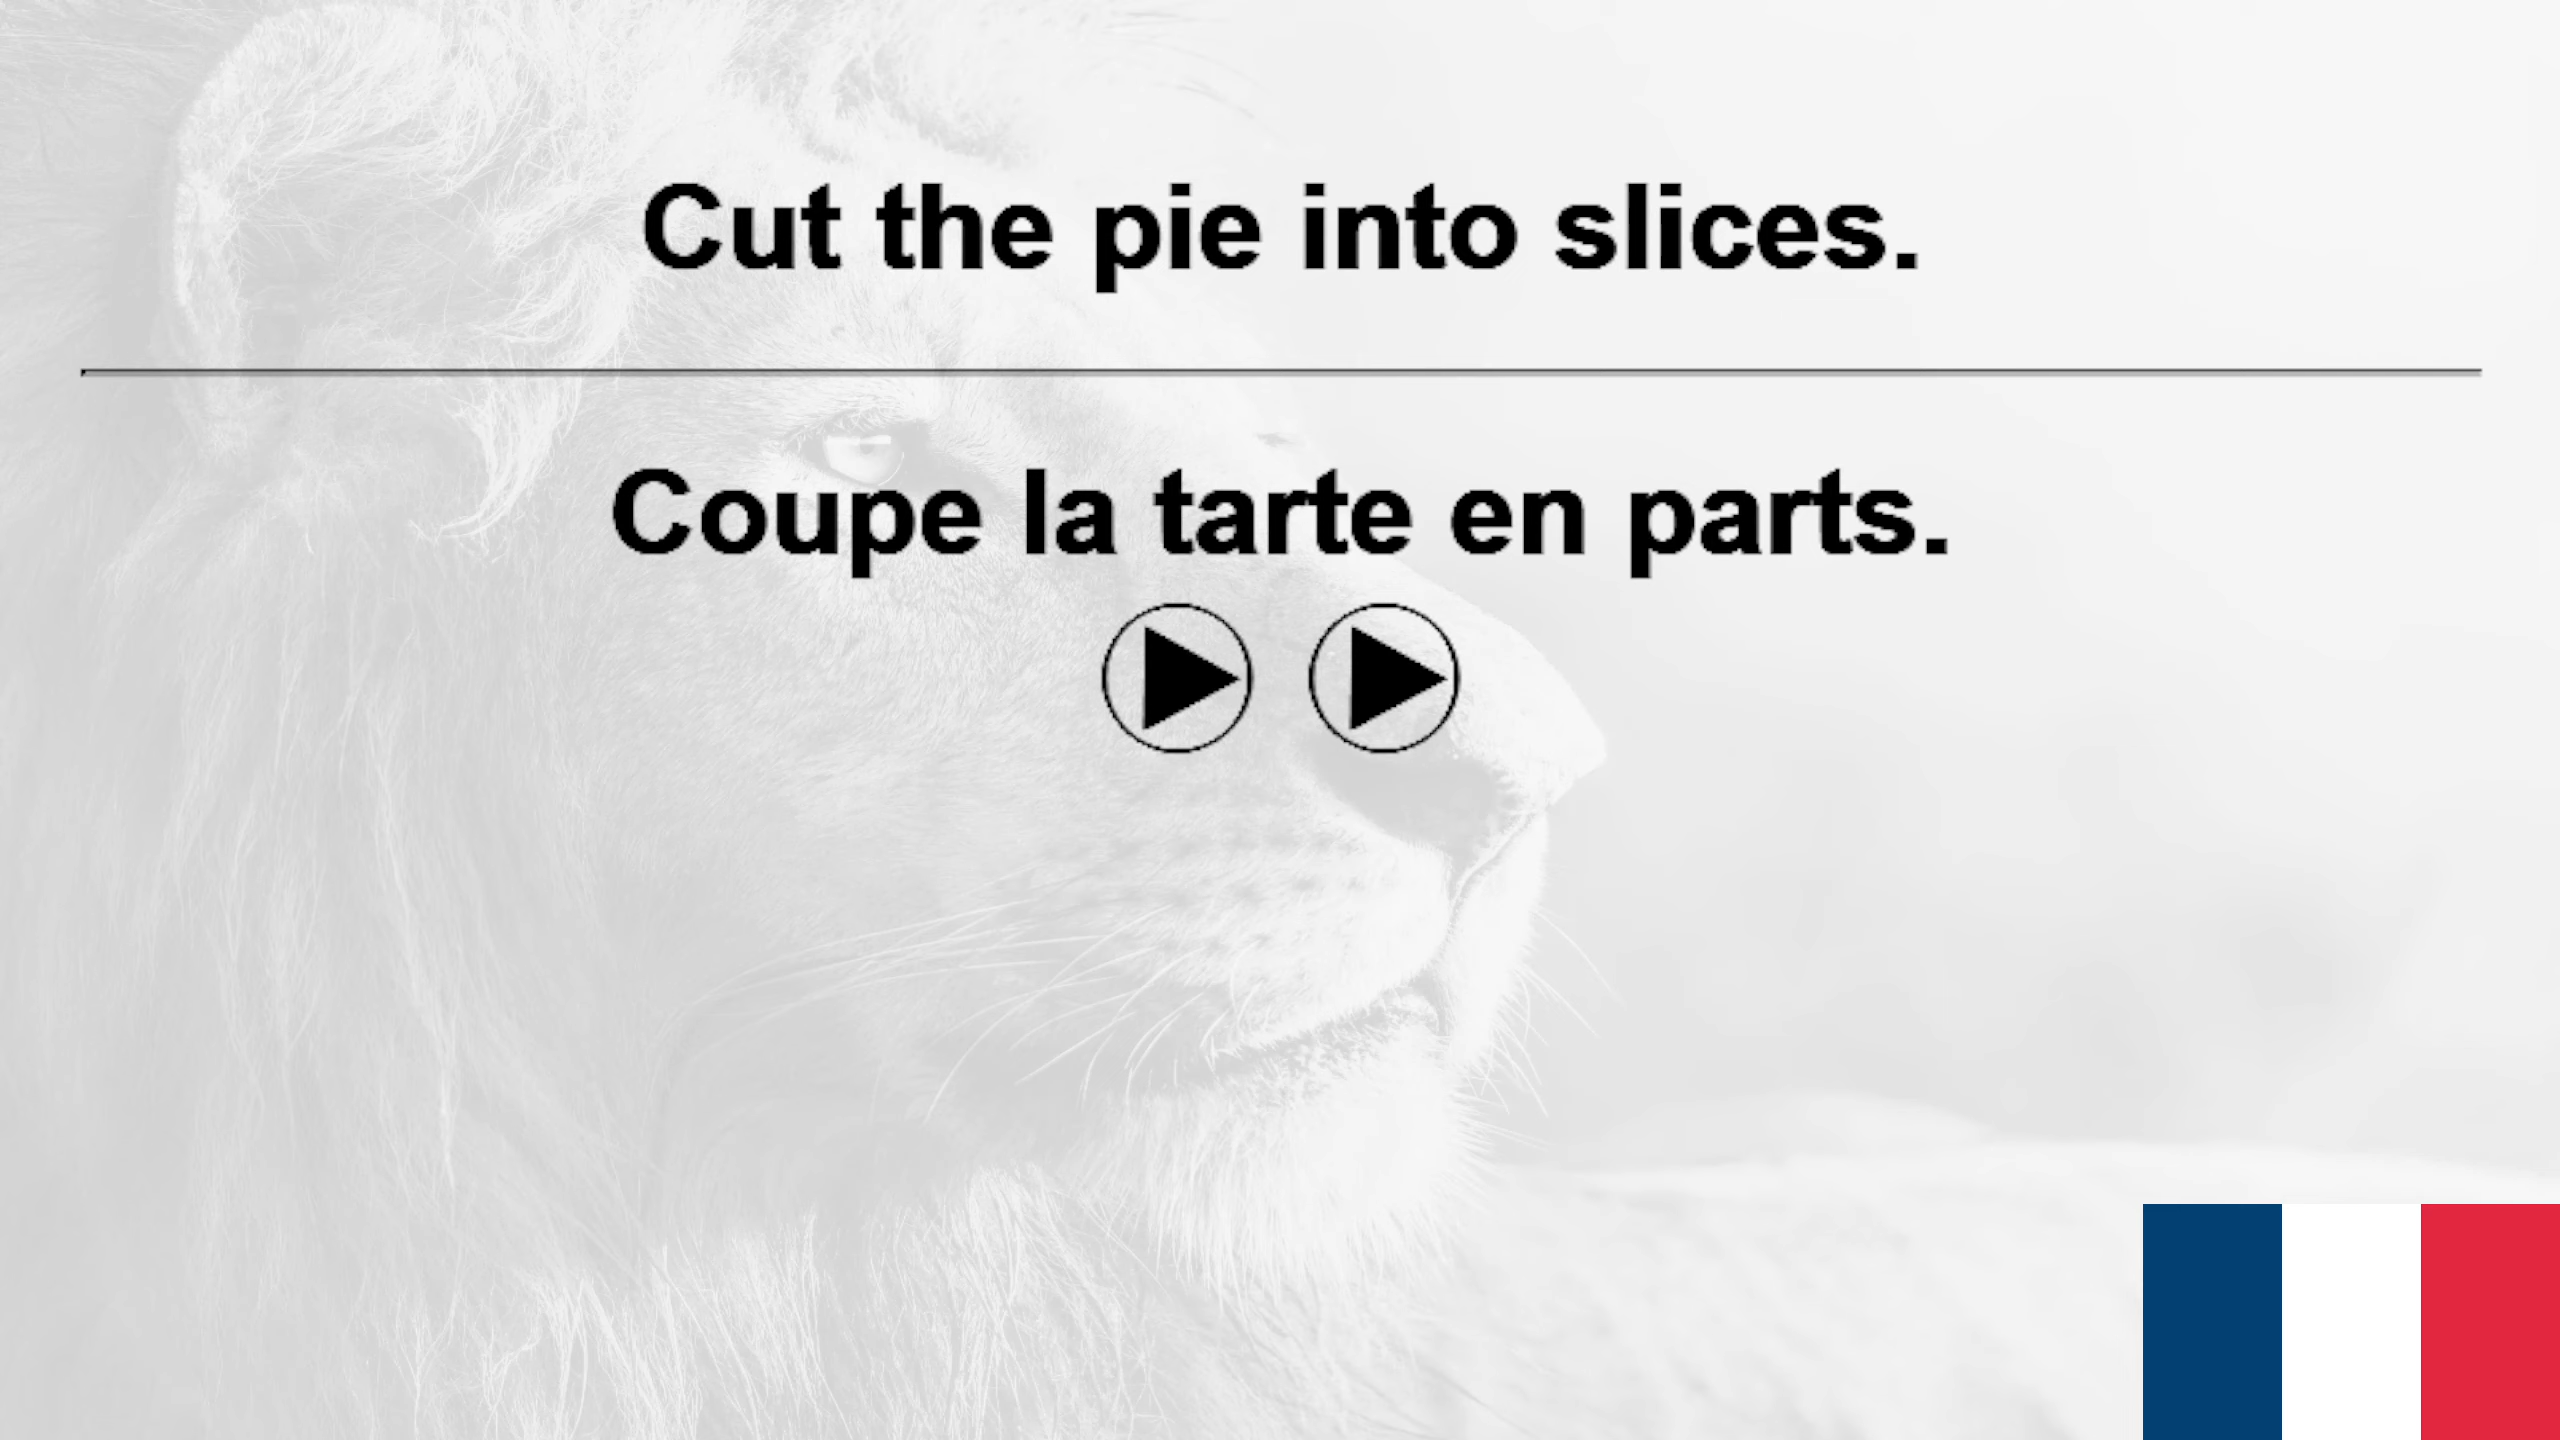 Cut the pie into slices.
Coupe la tarte en parts.